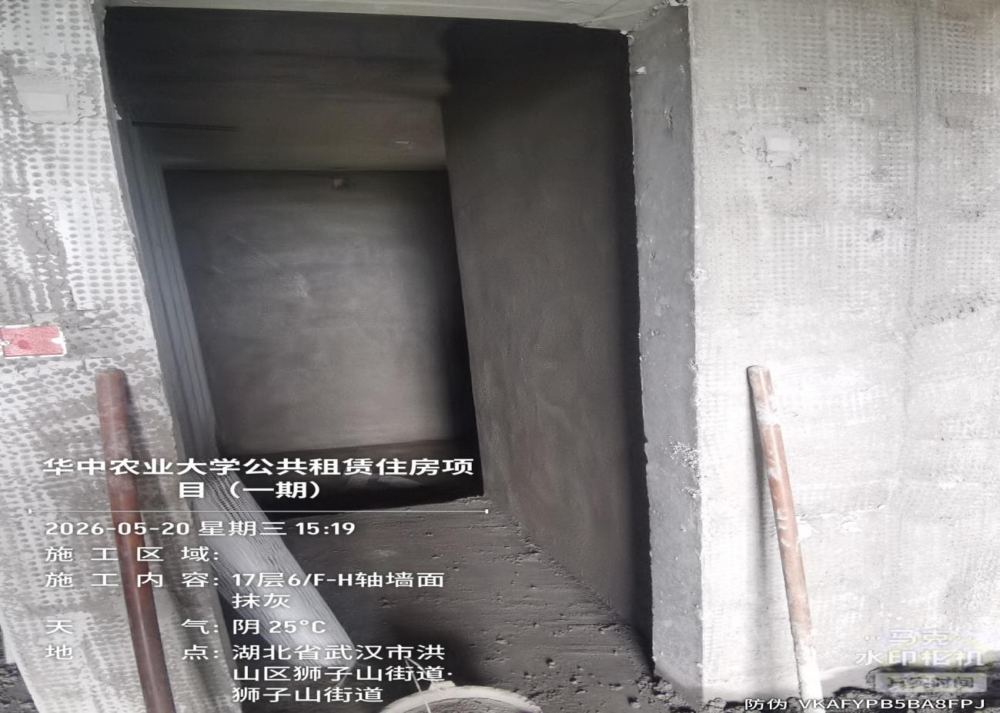 华中农业大学公共租赁住房项
目（一期）
2026-05-20 星期三 15:19
施工区域:
施工内容: 17层6/F-H轴墙面
抹灰
天气: 阴 25°C
地点: 湖北省武汉市洪
山区狮子山街道·
狮子山街道
马克
水印相机
真实时间
防伪 VKAFYPB5BA8FPJ